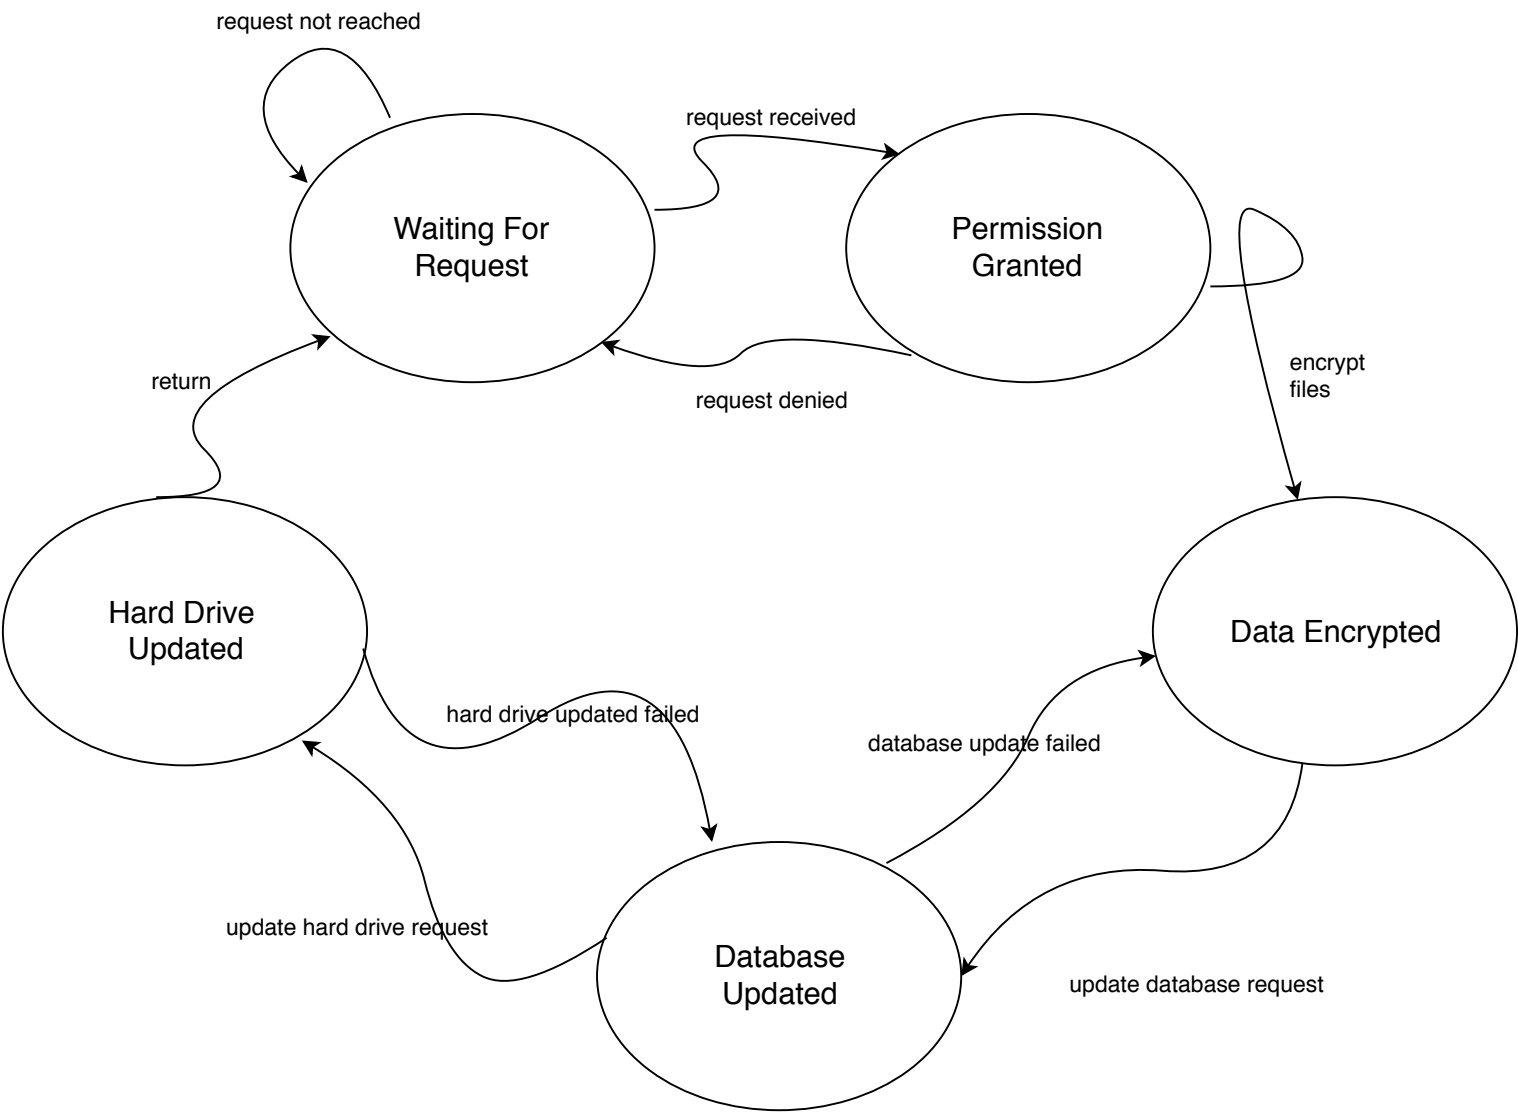 request not reached
request received
Waiting For
Request
Permission
Granted
encrypt
files
return
request denied
Hard Drive
Updated
Data Encrypted
hard drive updated failed
database update failed
update hard drive request
Database
Updated
update database request